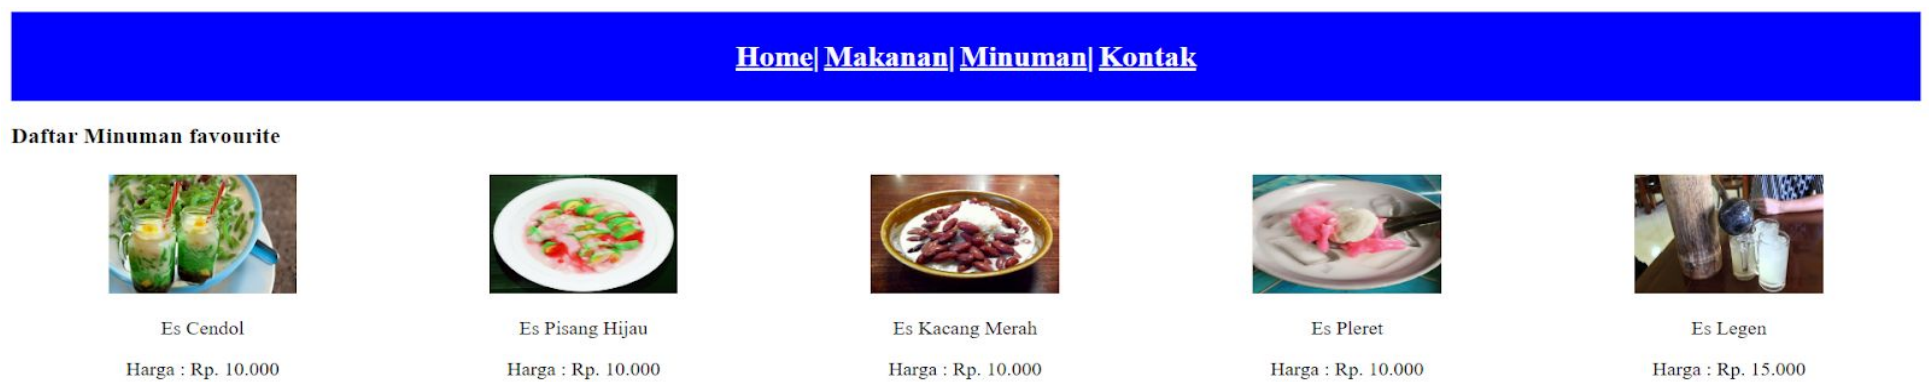 Home| Makanan| Minuman| Kontak
Daftar Minuman favourite
Es Cendol
Es Pisang Hijau
Es Kacang Merah
Es Pleret
Es Legen
Harga : Rp. 10.000
Harga : Rp. 10.000
Harga : Rp. 10.000
Harga : Rp. 10.000
Harga : Rp. 15.000